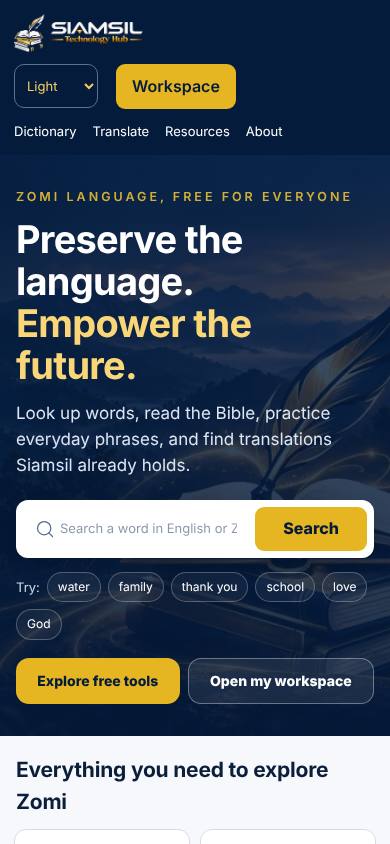 SIAMSIL
Technology Hub
Light
Workspace
Dictionary Translate Resources About
ZOMI LANGUAGE, FREE FOR EVERYONE
Preserve the
language.
Empower the
future.
Look up words, read the Bible, practice
everyday phrases, and find translations
Siamsil already holds.
Search a word in English or Z
Search
Try: water family thank you school love
God
Explore free tools Open my workspace
Everything you need to explore
Zomi